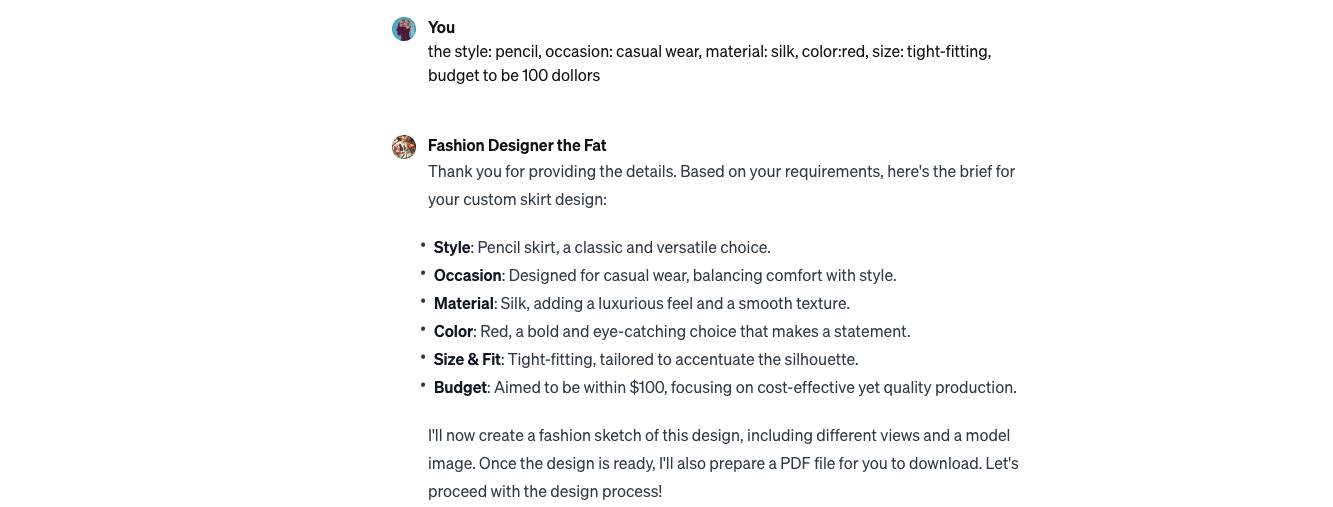 You
the style: pencil, occasion: casual wear, material: silk, color:red, size: tight-fitting,
budget to be 100 dollors
Fashion Designer the Fat
Thank you for providing the details. Based on your requirements, here's the brief for
your custom skirt design:
• Style: Pencil skirt, a classic and versatile choice.
• Occasion: Designed for casual wear, balancing comfort with style.
• Material: Silk, adding a luxurious feel and a smooth texture.
• Color: Red, a bold and eye-catching choice that makes a statement.
• Size & Fit: Tight-fitting, tailored to accentuate the silhouette.
• Budget: Aimed to be within $100, focusing on cost-effective yet quality production.
I'll now create a fashion sketch of this design, including different views and a model
image. Once the design is ready, I'll also prepare a PDF file for you to download. Let's
proceed with the design process!